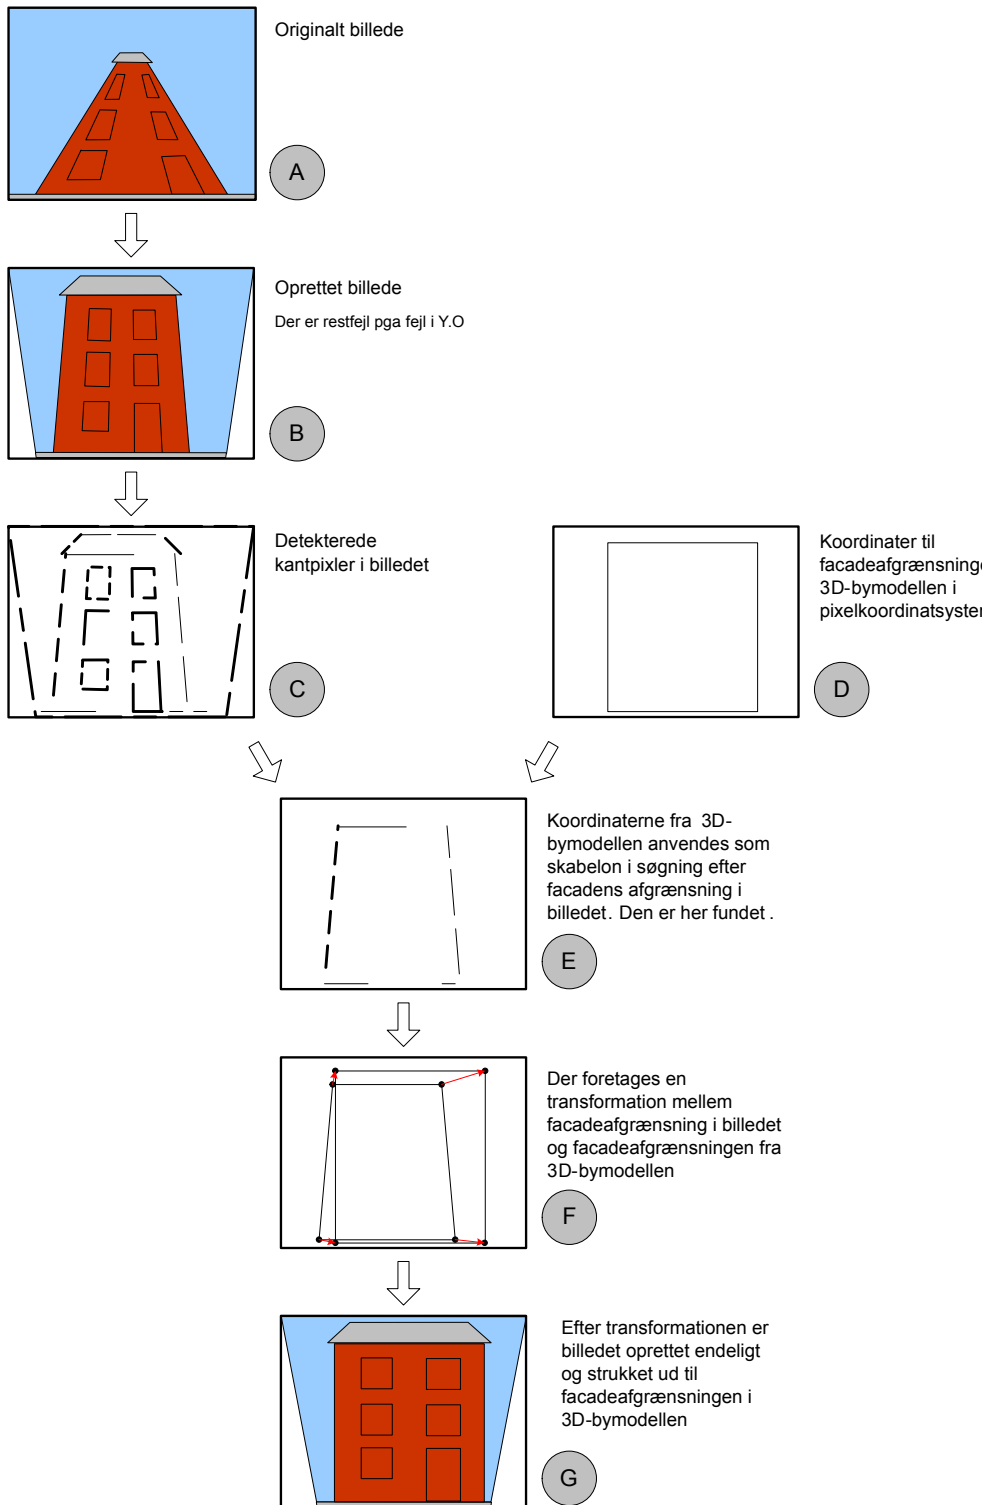 Originalt billede
A
Oprettet billede
Der er restfejl pga fejl i Y.O
B
Detekterede
kantpixler i billedet
C
Koordinater til
facadeafgrænsninge
3D-bymodellen i
pixelkoordinatsyster
D
Koordinaterne fra 3D-
bymodellen anvendes som
skabelon i søgning efter
facadens afgrænsning i
billedet. Den er her fundet .
E
Der foretages en
transformation mellem
facadeafgrænsning i billedet
og facadeafgrænsningen fra
3D-bymodellen
F
Efter transformationen er
billedet oprettet endeligt
og strukket ud til
facadeafgrænsningen i
3D-bymodellen
G